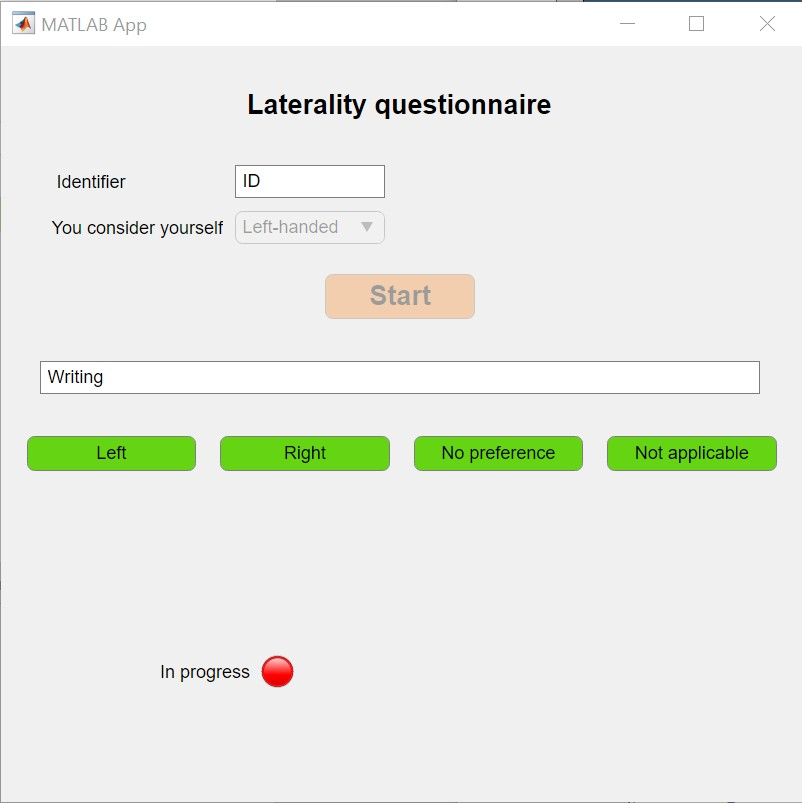 MATLAB App
Laterality questionnaire
Identifier ID
You consider yourself Left-handed
Start
Writing
Left Right No preference Not applicable
In progress